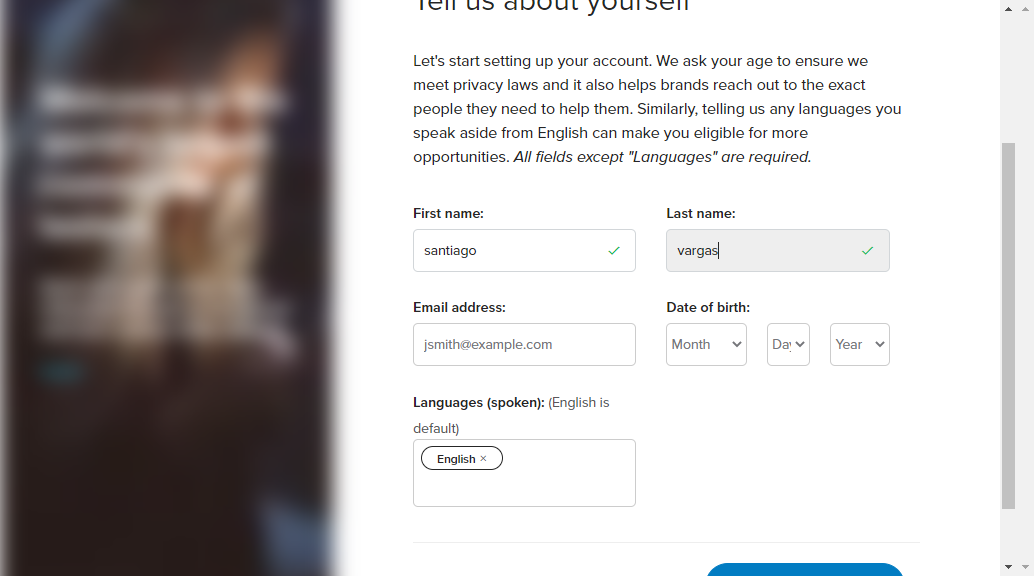 Tell us about yourself
Let's start setting up your account. We ask your age to ensure we
meet privacy laws and it also helps brands reach out to the exact
people they need to help them. Similarly, telling us any languages you
speak aside from English can make you eligible for more
opportunities. All fields except "Languages" are required.
First name:
Last name:
santiago
vargas
Email address:
Date of birth:
jsmith@example.com
Month
Day
Year
Languages (spoken): (English is
default)
English ×